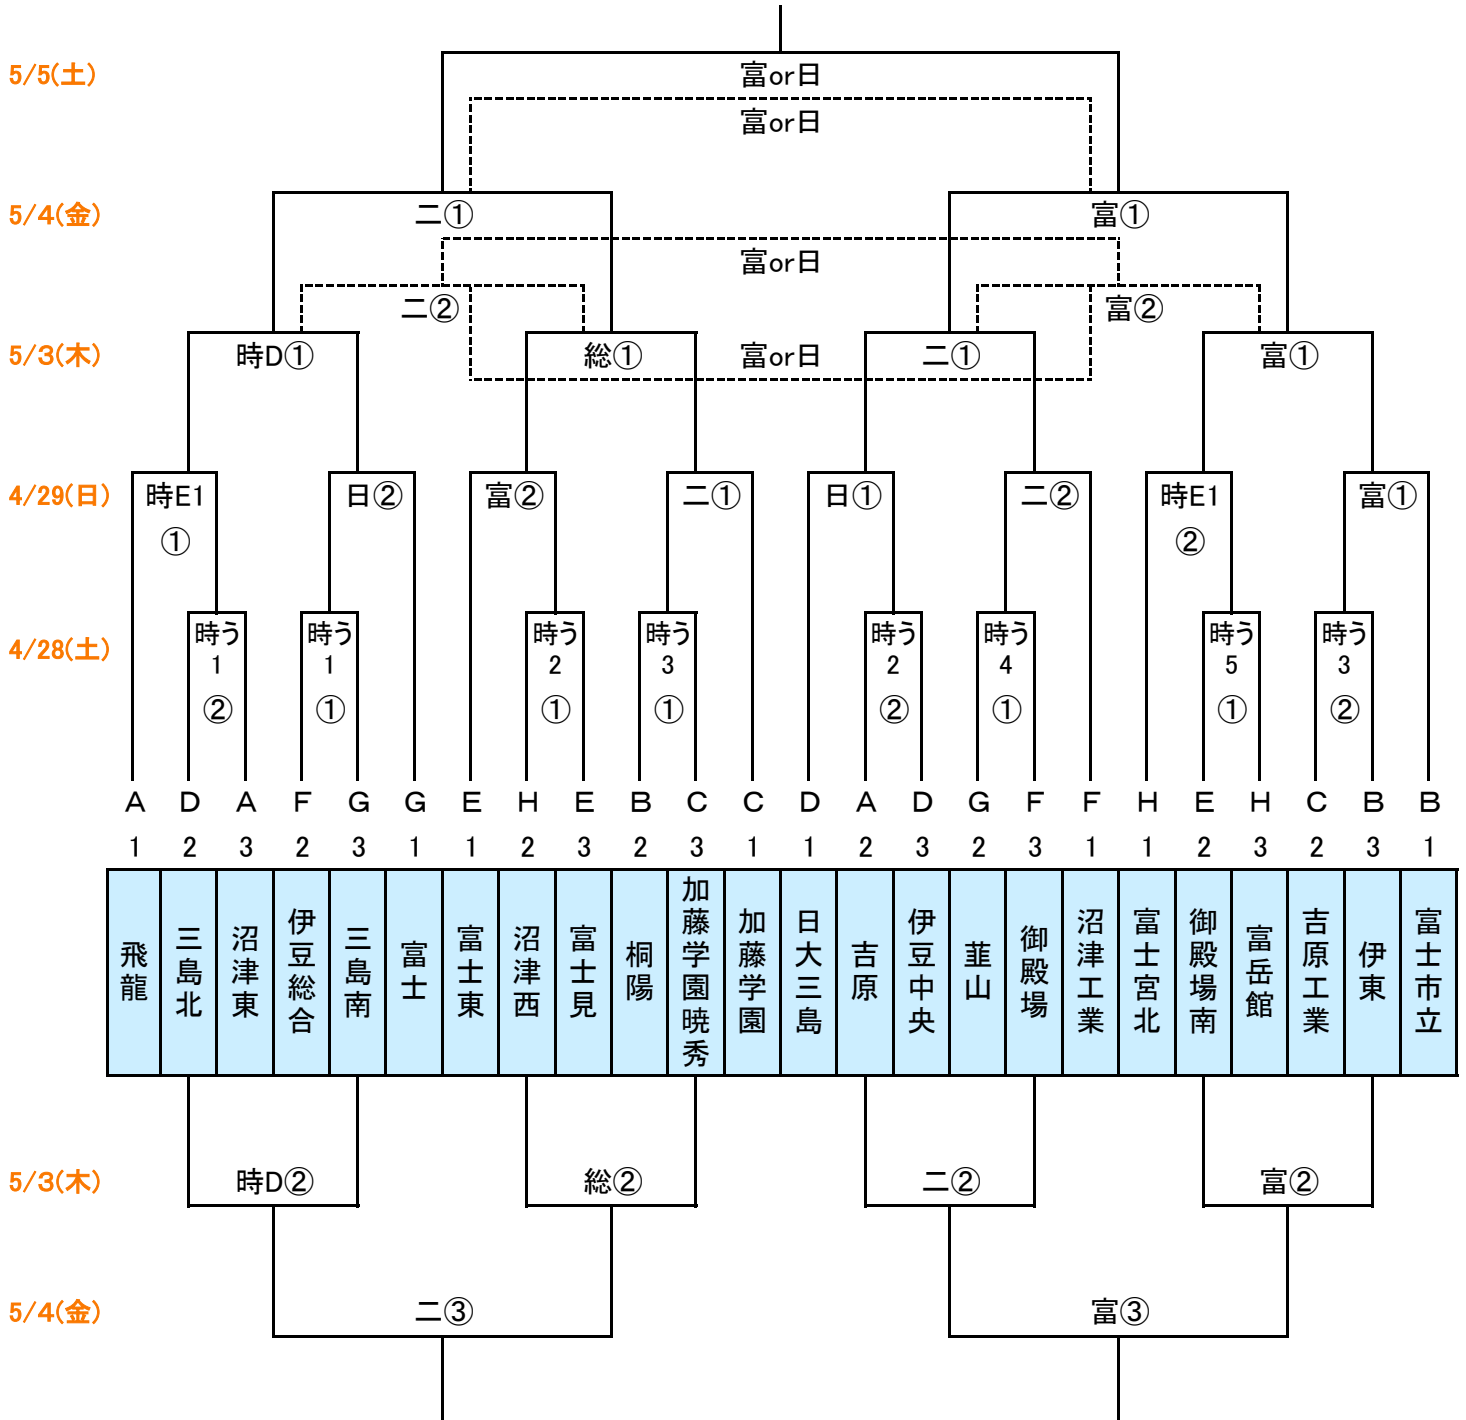 5/5(土)
富or日
富or日
5/4(金)
二①
富①
富or日
二②
富②
5/3(木)
時D①
総①
富or日
二①
富①
4/29(日)
時E1
①
日②
富②
二①
日①
二②
時E1
②
富①
4/28(土)
時う
1
②
時う
1
①
時う
2
①
時う
3
①
時う
2
②
時う
4
①
時う
5
①
時う
3
②
A D A F G G E H E B C C D A D G F F H E H C B B
1 2 3 2 3 1 1 2 3 2 3 1 1 2 3 2 3 1 1 2 3 2 3 1
飛龍
三島北
沼津東
伊豆総合
三島南
富士
富士東
沼津西
富士見
桐陽
加藤学園暁秀
加藤学園
日大三島
吉原
伊豆中央
韮山
御殿場
沼津工業
富士宮北
御殿場南
富岳館
吉原工業
伊東
富士市立
5/3(木)
時D②
総②
二②
富②
5/4(金)
二③
富③